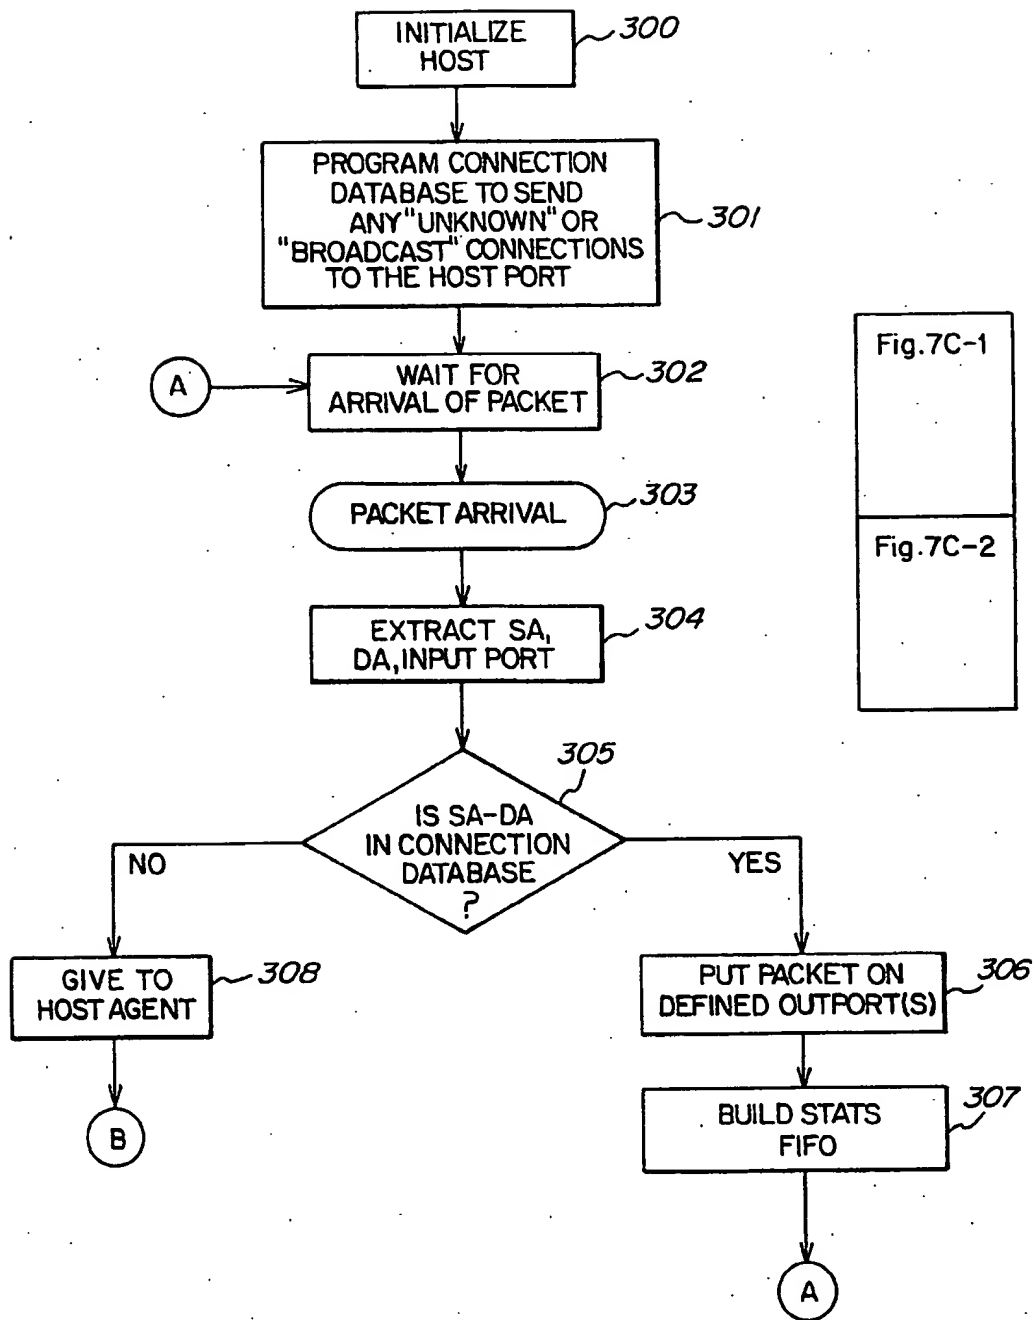 INITIALIZE
HOST
300
PROGRAM CONNECTION
DATABASE TO SEND
ANY "UNKNOWN" OR
"BROADCAST" CONNECTIONS
TO THE HOST PORT
301
A
WAIT FOR
ARRIVAL OF PACKET
302
PACKET ARRIVAL
303
EXTRACT SA,
DA, INPUT PORT
304
Fig.7C-1
Fig.7C-2
305
IS SA-DA
IN CONNECTION
DATABASE
?
NO
YES
GIVE TO
HOST AGENT
308
B
PUT PACKET ON
DEFINED OUTPORT(S)
306
BUILD STATS
FIFO
307
A